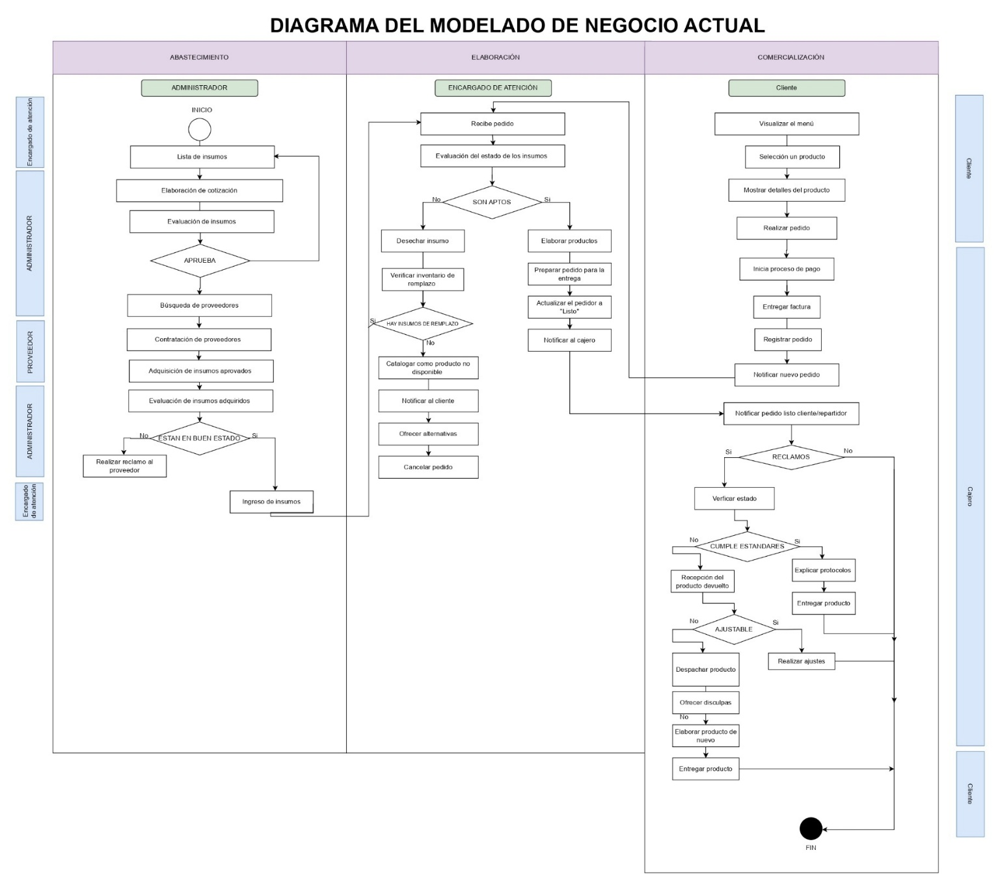 DIAGRAMA DEL MODELADO DE NEGOCIO ACTUAL
ABASTECIMIENTO
ELABORACIÓN
COMERCIALIZACIÓN
ADMINISTRADOR
ENCARGADO DE ATENCIÓN
Cliente
Encargado de atención
ADMINISTRADOR
PROVEEDOR
ADMINISTRADOR
Encargado
de atención
INICIO
Lista de insumos
Elaboración de cotización
Evaluación de insumos
APRUEBA
Búsqueda de proveedores
Contratación de proveedores
Adquisición de insumos aprovados
Evaluación de insumos adquiridos
No
ESTAN EN BUEN ESTADO
Si
Realizar reclamo al
proveedor
Ingreso de insumos
Recibe pedido
Evaluación del estado de los insumos
No
SON APTOS
Si
Desechar insumo
Verificar inventario de
remplazo
Si
HAY INSUMOS DE REMPLAZO
No
Catalogar como producto no
disponible
Notificar al cliente
Ofrecer alternativas
Cancelar pedido
Elaborar productos
Preparar pedido para la
entrega
Actualizar el pedidor a
"Listo"
Notificar al cajero
Visualizar el menú
Selección un producto
Mostrar detalles del producto
Realizar pedido
Inicia proceso de pago
Entregar factura
Registrar pedido
Notificar nuevo pedido
Notificar pedido listo cliente/repartidor
Si
RECLAMOS
No
Verficar estado
No
CUMPLE ESTANDARES
Si
Explicar protocolos
Entregar producto
Recepción del
producto devuelto
No
AJUSTABLE
Si
Realizar ajustes
Despachar producto
Ofrecer disculpas
No
Elaborar producto de
nuevo
Entregar producto
FIN
Cliente
Cajero
Cliente